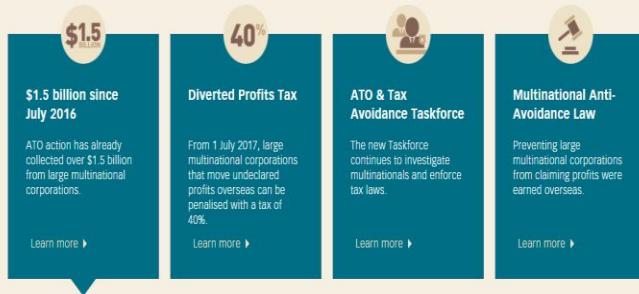 $1.5
BILLION
$1.5 billion since
July 2016
ATO action has already
collected over $1.5 billion
from large multinational
corporations.
Learn more
40%
Diverted Profits Tax
From 1 July 2017, large
multinational corporations
that move undeclared
profits overseas can be
penalised with a tax of
40%.
Learn more
ATO & Tax
Avoidance Taskforce
The new Taskforce
continues to investigate
multinationals and enforce
tax laws.
Learn more
Multinational Anti-
Avoidance Law
Preventing large
multinational corporations
from claiming profits were
earned overseas.
Learn more